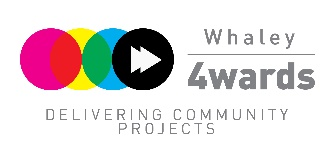 Whaley
4wards
DELIVERING COMMUNITY
PROJECTS